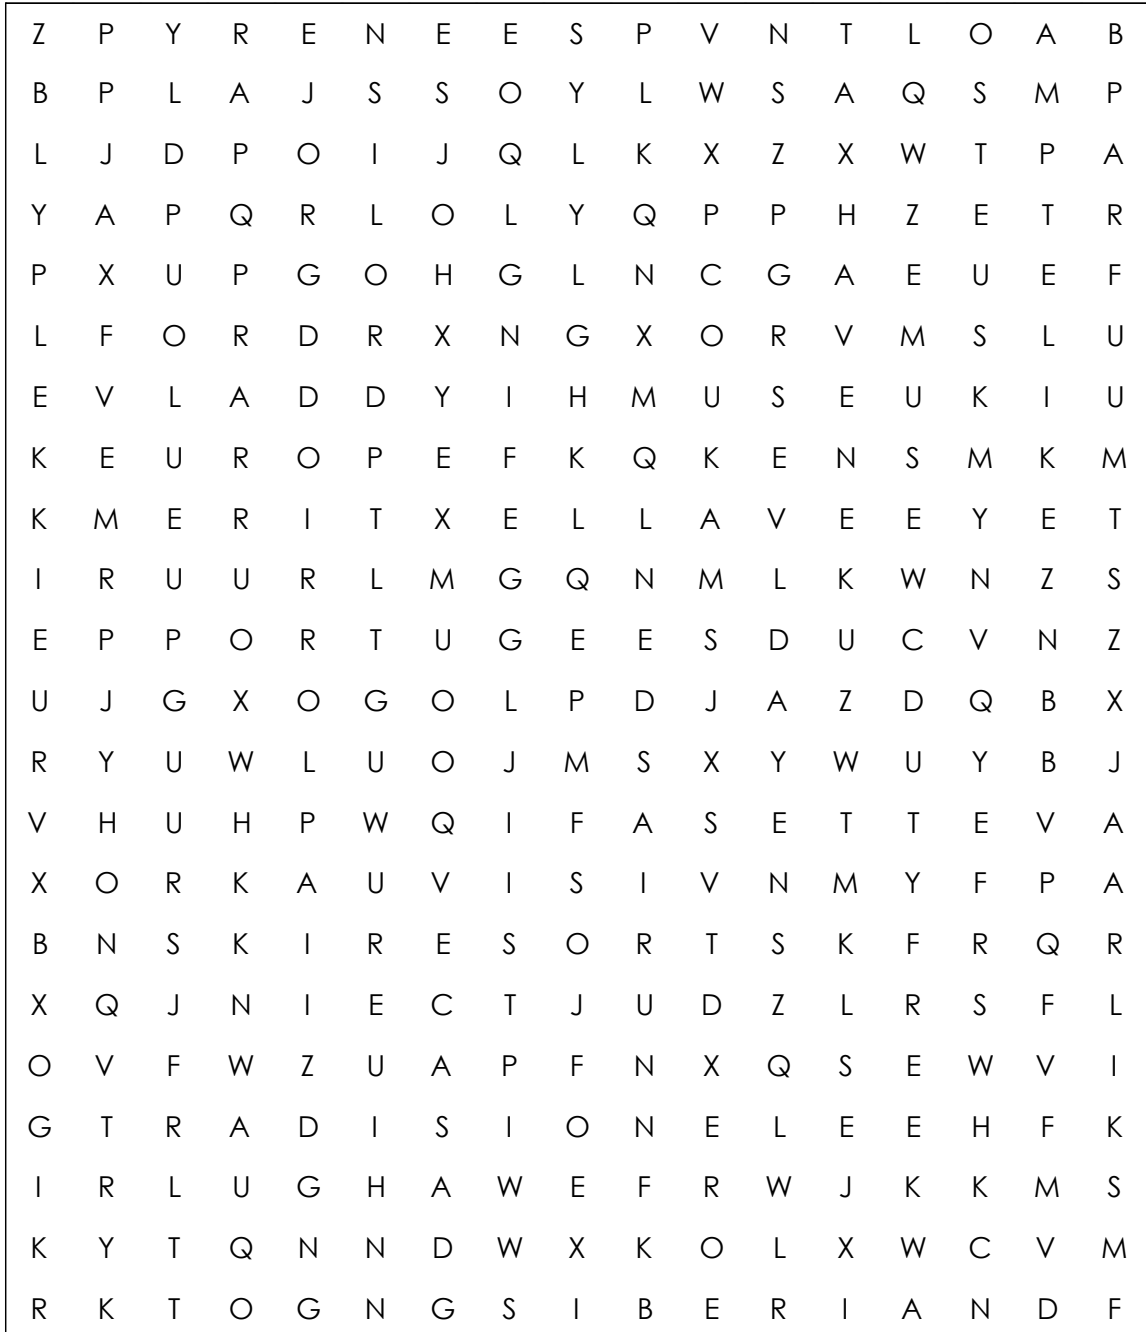 Z P Y R E N E E S P V N T L O A B
B P L A J S S O Y L W S A Q S M P
L J D P O I J Q L K X Z X W T P A
Y A P Q R L O L Y Q P P H Z E T R
P X U P G O H G L N C G A E U E F
L F O R D R X N G X O R V M S L U
E V L A D D Y I H M U S E U K I U
K E U R O P E F K Q K E N S M K M
K M E R I T X E L L A V E E Y E T
I R U U R L M G Q N M L K W N Z S
E P P O R T U G E E S D U C V N Z
U J G X O G O L P D J A Z D Q B X
R Y U W L U O J M S X Y W U Y B J
V H U H P W Q I F A S E T T E V A
X O R K A U V I S I V N M Y F P A
B N S K I R E S O R T S K F R Q R
X Q J N I E C T J U D Z L R S F L
O V F W Z U A P F N X Q S E W V I
G T R A D I S I O N E L E E H F K
I R L U G H A W E F R W J K K M S
K Y T Q N N D W X K O L X W C V M
R K T O G N G S I B E R I A N D F